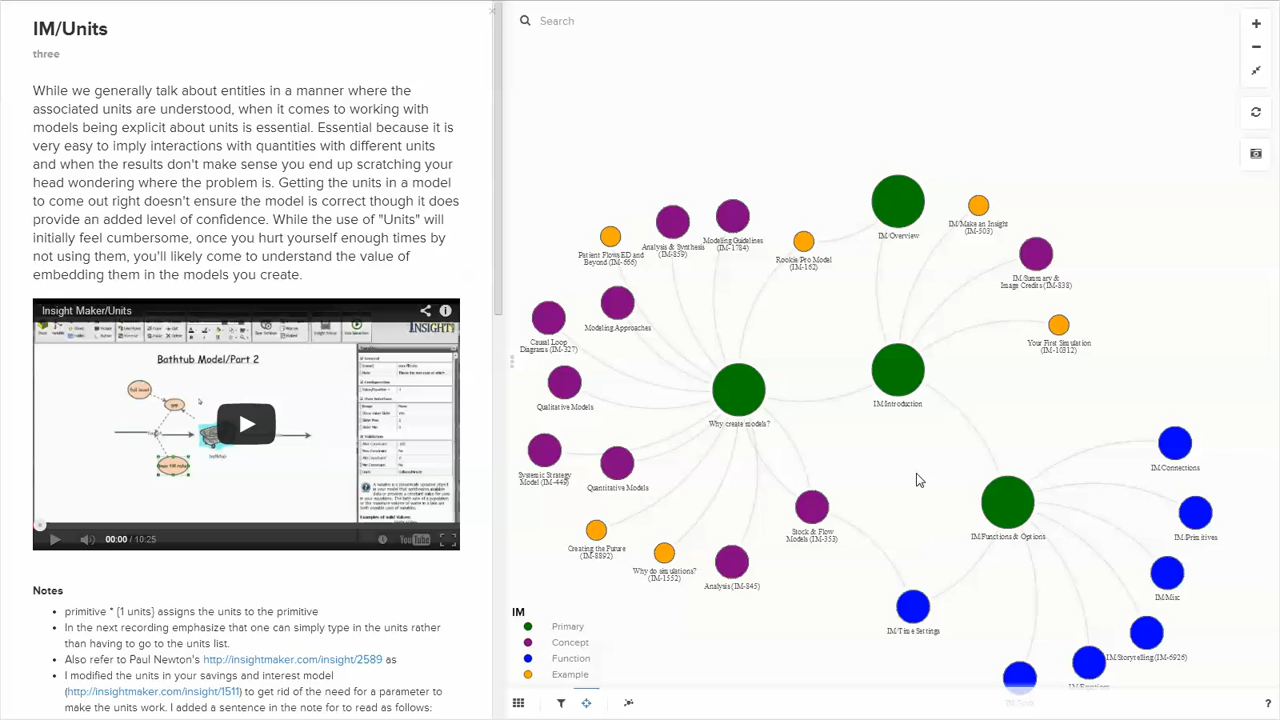 IM/Units
three
While we generally talk about entities in a manner where the
associated units are understood, when it comes to working with
models being explicit about units is essential. Essential because it is
very easy to imply interactions with quantities with different units
and when the results don't make sense you end up scratching your
head wondering where the problem is. Getting the units in a model
to come out right doesn't ensure the model is correct though it does
provide an added level of confidence. While the use of "Units" will
initially feel cumbersome once you hurt yourself enough times by
not using them, you'll likely come to understand the value of
embedding them in the models you create.
Insight Maker/Units
INSIGHT
Bathtub Model/Part 2
bathtub
00:00 / 10:25
YouTube
Notes
primitive * {1 units} assigns the units to the primitive
In the next recording emphasize that one can simply type in the units rather
than having to go to the units list.
Also refer to Paul Newton's http://insightmaker.com/insight/2589 as
I modified the units in your savings and interest model
(http://insightmaker.com/insight/1511) to get rid of the need for a parameter to
make the units work. I added a sentence in the note for to read as follows:
Search
IM/Overview
IM/Make an Insight
(IM-503)
Modeling Guidelines
(IM-1784)
Analysis & Synthesis
(IM-859)
Patient Flows ED and
Beyond (IM-666)
Rookie/Pro Model
(IM-162)
IM/Summary &
Image Credits (IM-838)
Modeling Approaches
Causal Loop
Diagrams (IM-327)
Your First Simulation
(IM-10312)
Qualitative Models
IM/Introduction
Why create models?
IM/Connections
Systemic Strategy
Model (IM-449)
Quantitative Models
Stock & Flow
Models (IM-353)
IM/Functions & Options
IM/Primitives
Creating the Future
(IM-8892)
Why do simulations?
(IM-1552)
Analysis (IM-845)
IM/Misc
IM/Time Settings
IM/Storytelling (IM-6926)
IM
Primary
Concept
Function
Example
?